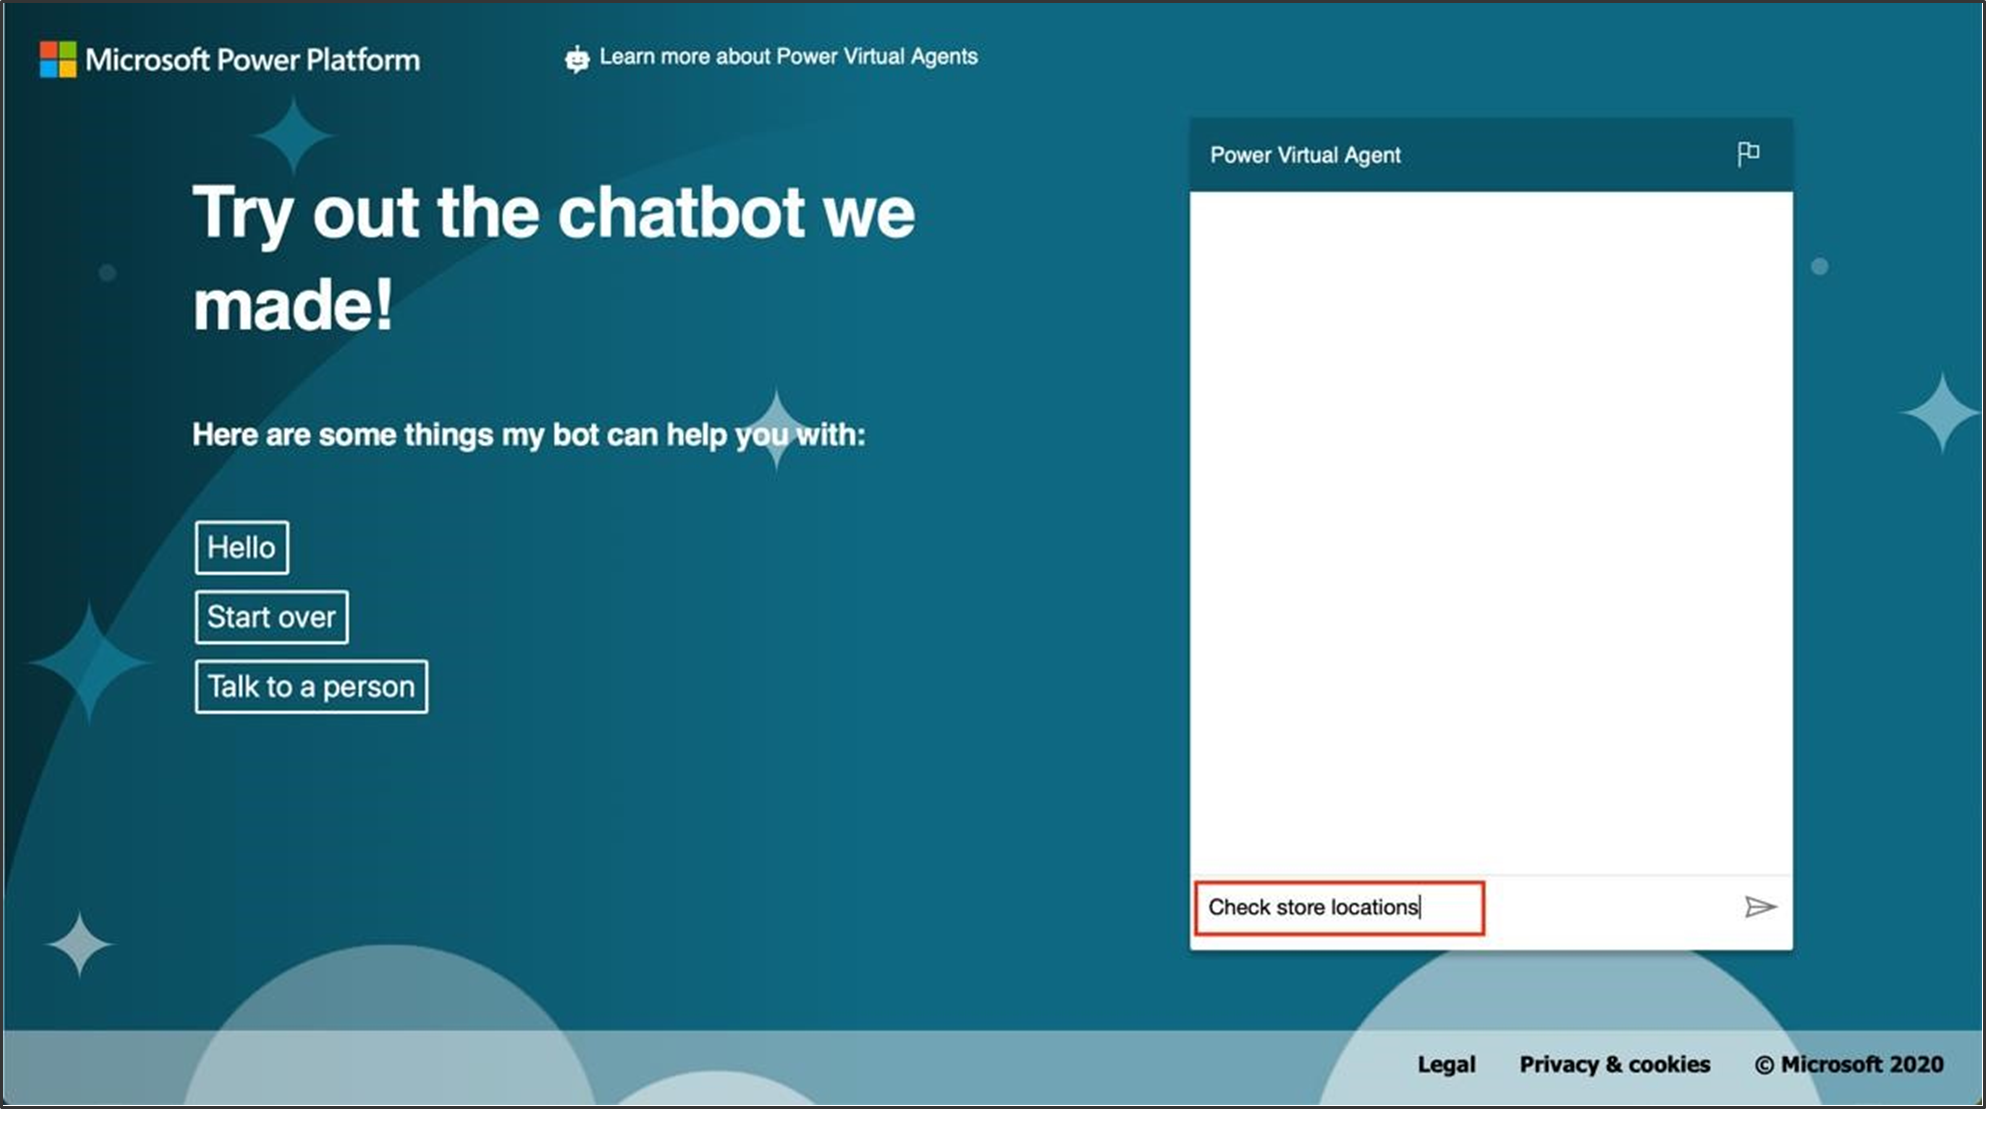 Microsoft Power Platform
Learn more about Power Virtual Agents
Try out the chatbot we
made!
Here are some things my bot can help you with:
Hello
Start over
Talk to a person
Power Virtual Agent
Check store locations
Legal
Privacy & cookies
© Microsoft 2020